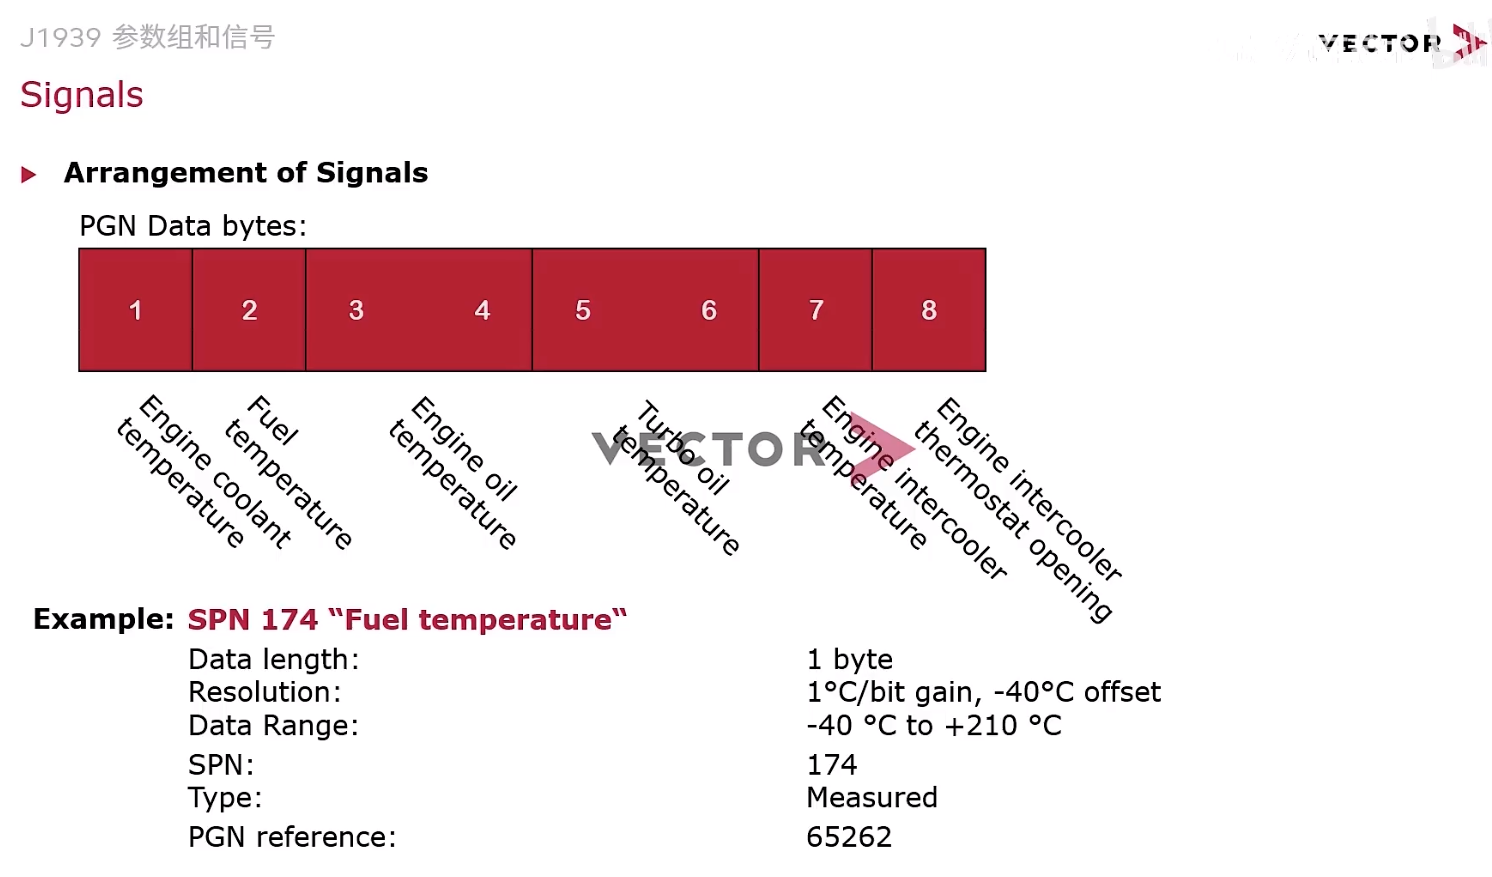 J1939 参数组和信号
VECTOR
Signals
Arrangement of Signals
PGN Data bytes:
1 2 3 4 5 6 7 8
Engine coolant
temperature
Fuel
temperature
Engine oil
temperature
Turbo oil
temperature
Engine intercooler
temperature
Engine intercooler
thermostat opening
VECTOR
Example: SPN 174 “Fuel temperature“
Data length: 1 byte
Resolution: 1°C/bit gain, -40°C offset
Data Range: -40 °C to +210 °C
SPN: 174
Type: Measured
PGN reference: 65262